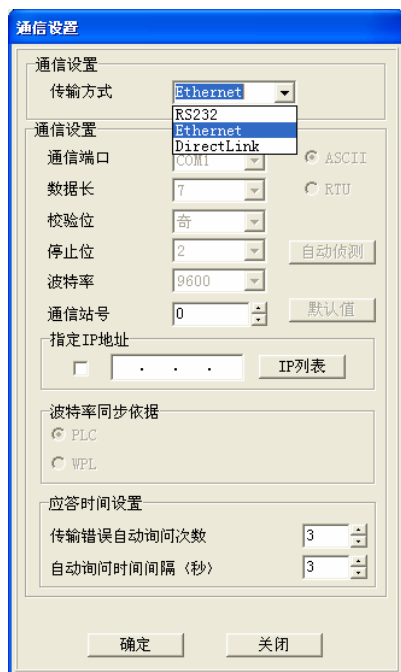 通信设置
通信设置
传输方式 Ethernet
RS232
Ethernet
DirectLink
通信设置
通信端口 COM1 ASCII
数据长 7 RTU
校验位 奇
停止位 2 自动侦测
波特率 9600
通信站号 0 默认值
指定IP地址
. . . IP列表
波特率同步依据
PLC
WPL
应答时间设置
传输错误自动询问次数 3
自动询问时间间隔〈秒〉 3
确定 关闭